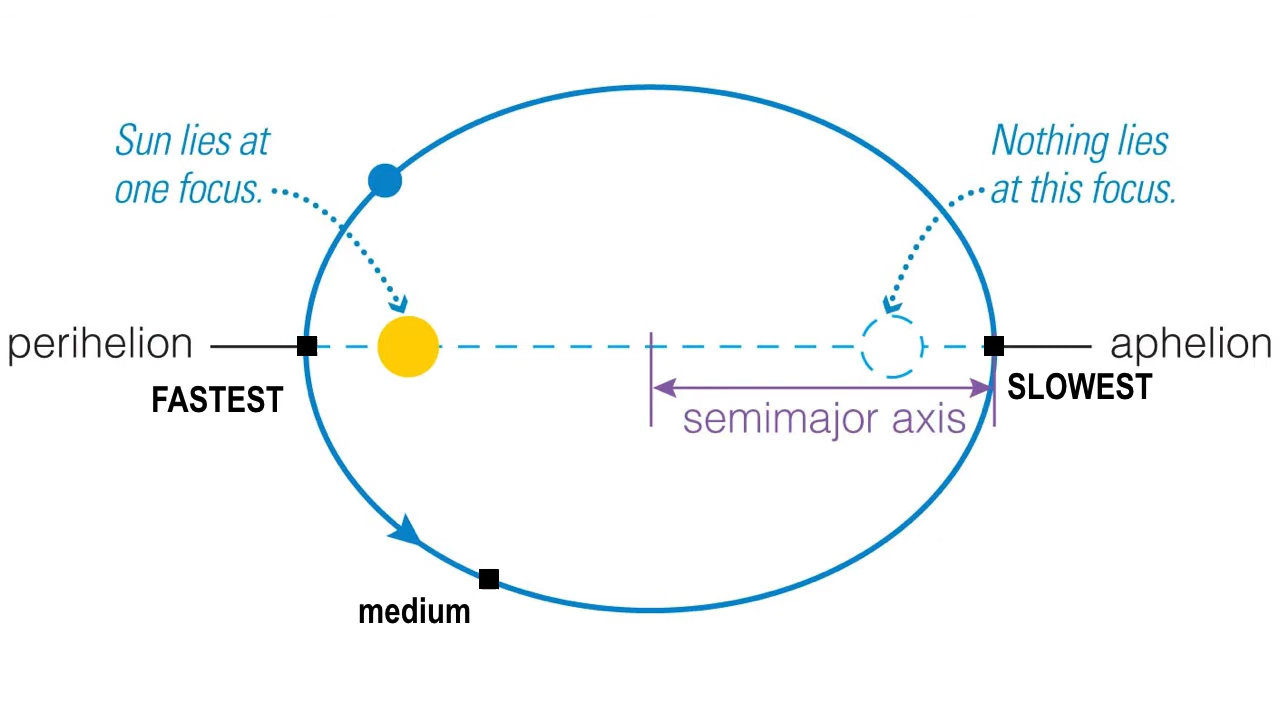 Sun lies at
one focus.
Nothing lies
at this focus.
perihelion
aphelion
FASTEST
SLOWEST
semimajor axis
medium